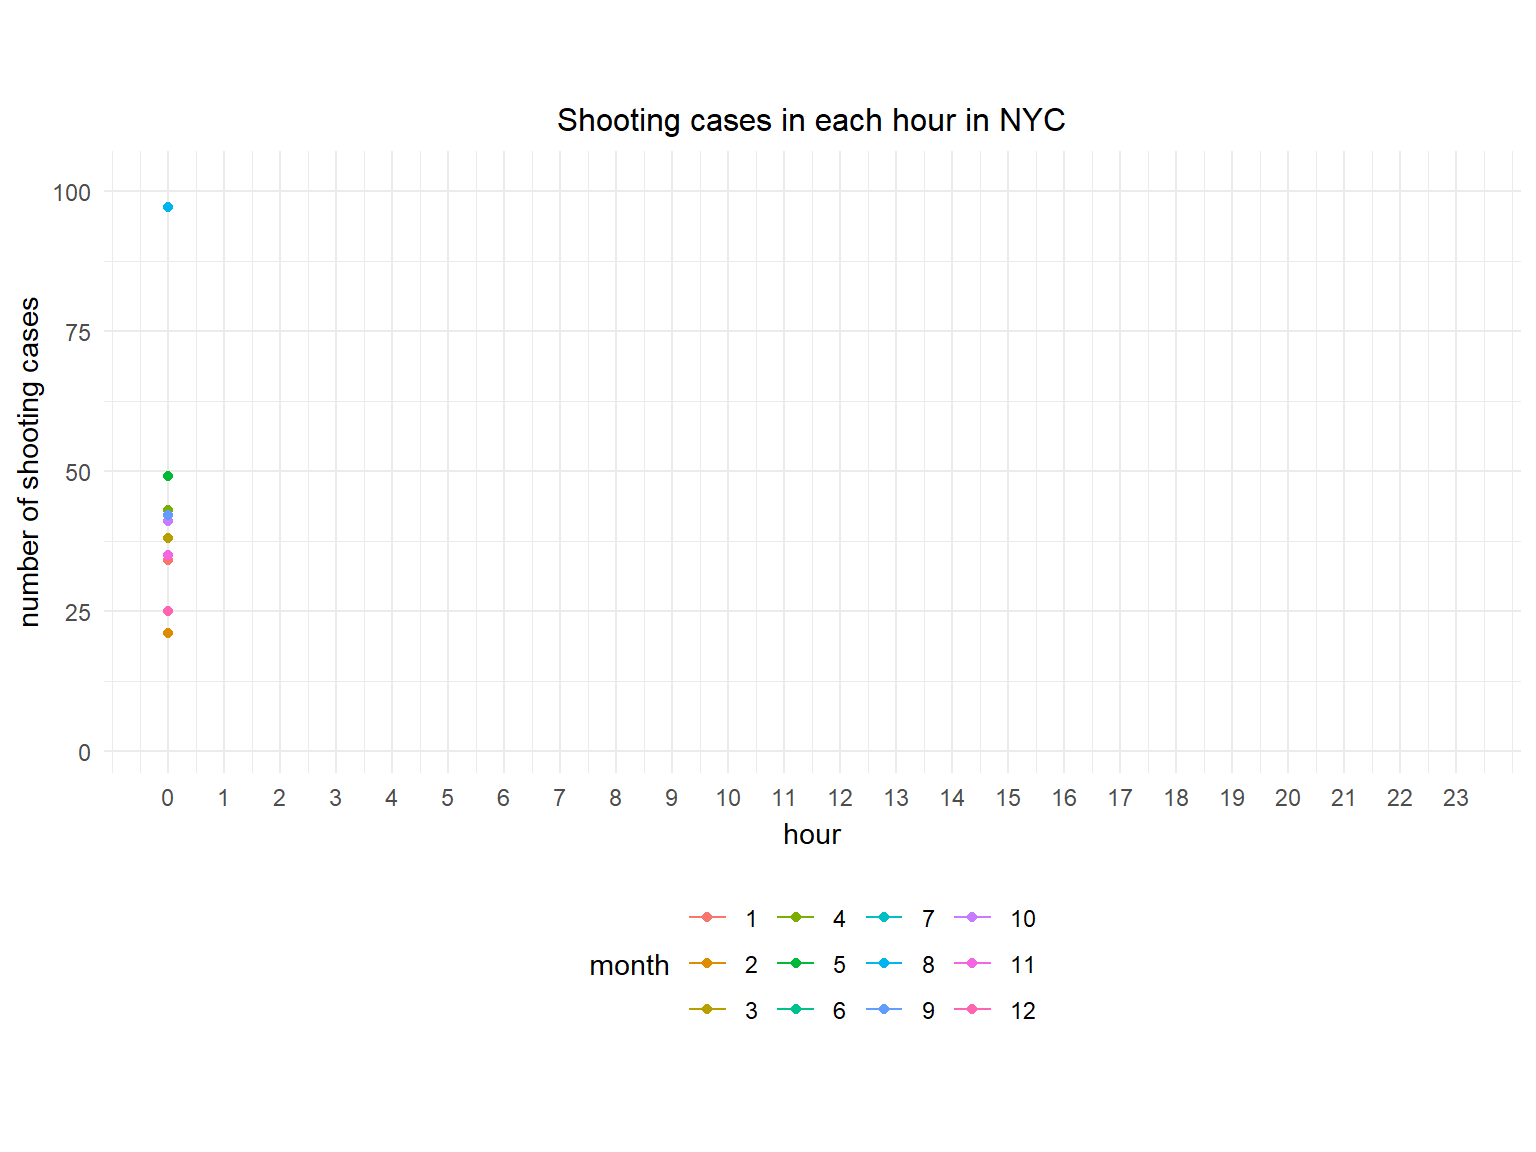 Shooting cases in each hour in NYC
number of shooting cases
100
75
50
25
0
0 1 2 3 4 5 6 7 8 9 10 11 12 13 14 15 16 17 18 19 20 21 22 23
hour
month
1 4 7 10
2 5 8 11
3 6 9 12